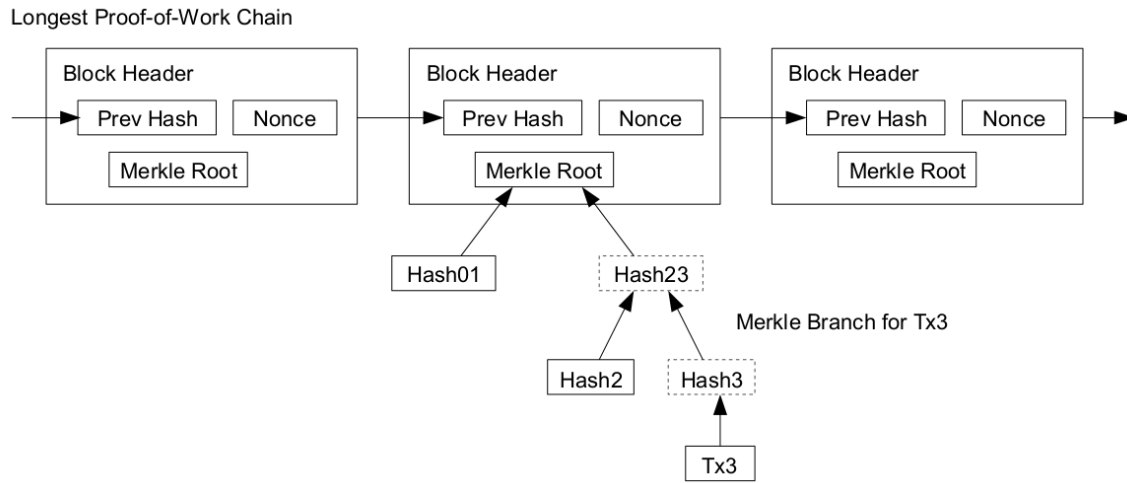 Longest Proof-of-Work Chain
Block Header
Prev Hash
Nonce
Merkle Root
Block Header
Prev Hash
Nonce
Merkle Root
Block Header
Prev Hash
Nonce
Merkle Root
Hash01
Hash23
Merkle Branch for Tx3
Hash2
Hash3
Tx3